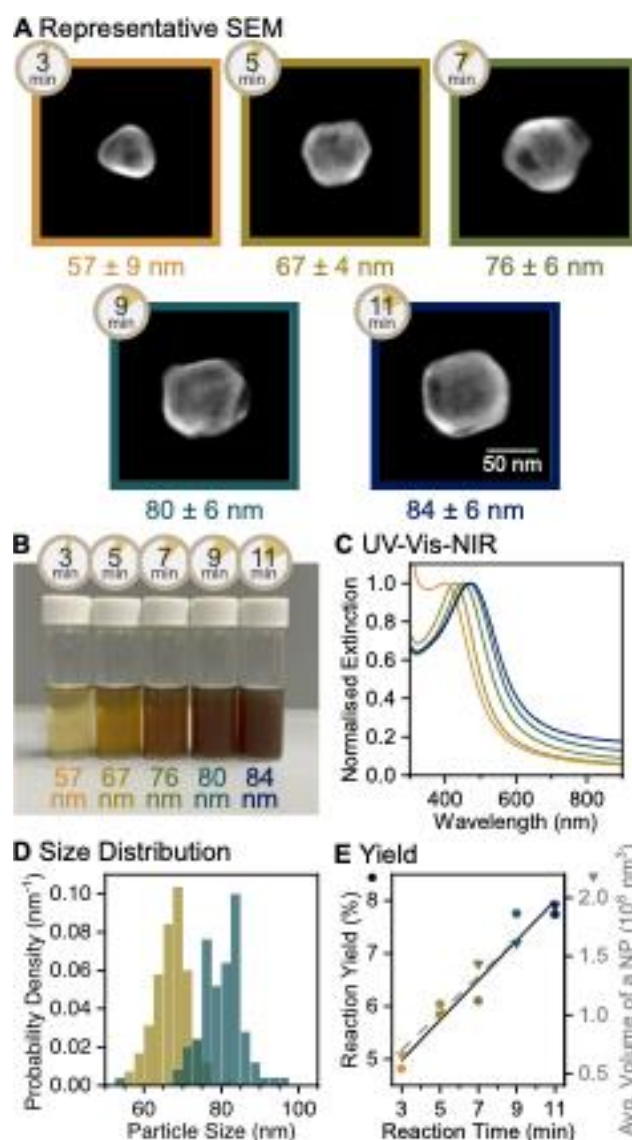 A Representative SEM
3 min
5 min
7 min
57 ± 9 nm
67 ± 4 nm
76 ± 6 nm
9 min
11 min
50 nm
80 ± 6 nm
84 ± 6 nm
B
3 min
5 min
7 min
9 min
11 min
57 nm
67 nm
76 nm
80 nm
84 nm
C UV-Vis-NIR
Normalised Extinction
1.0
0.8
0.6
0.4
0.2
0.0
400
600
800
Wavelength (nm)
D Size Distribution
Probability Density (nm⁻¹)
0.10
0.08
0.06
0.04
0.02
0.00
60
80
100
Particle Size (nm)
E Yield
Reaction Yield (%)
8
7
6
5
3
5
7
9
11
Reaction Time (min)
2.0
1.5
1.0
0.5
Avg. Volume of a NP (10⁶ nm³)